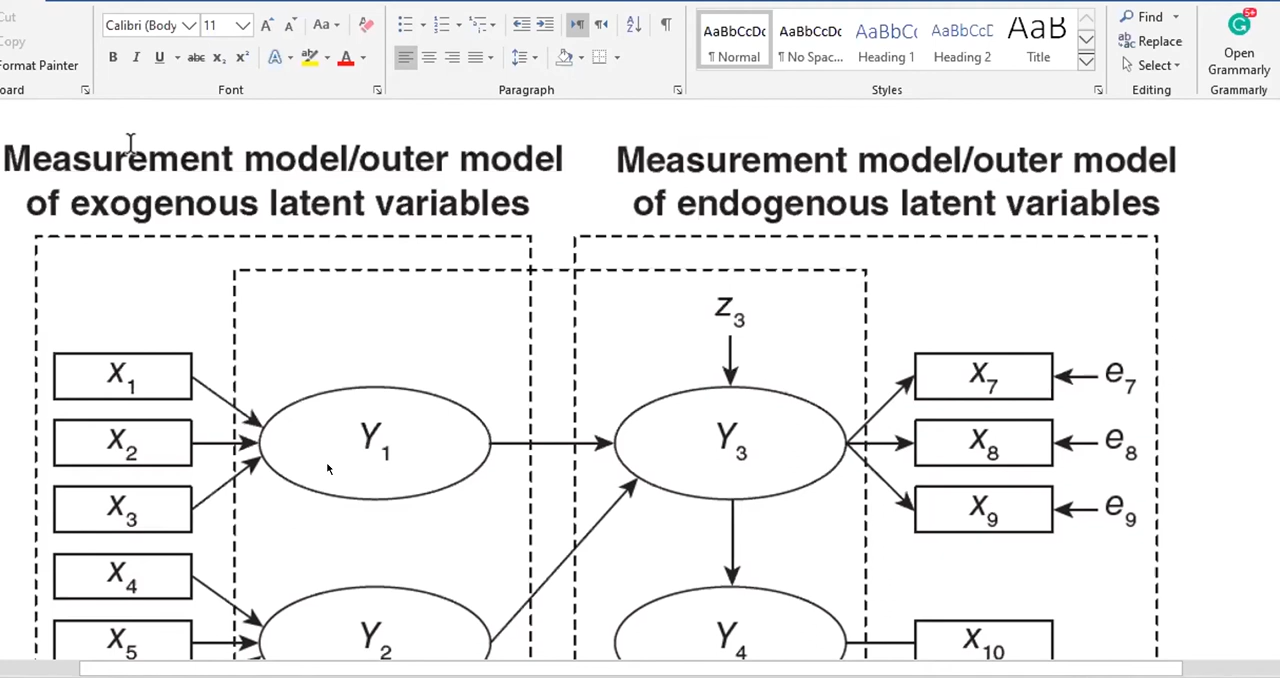 Cut
Calibri (Body
11
Aa
Find
AaBbCcDc
AaBbCcDc
AaBbCc
AaBbCcD
AaB
Copy
Replace
Open
Format Painter
B I U abc x₂ x² A ab A
¶ Normal
¶ No Spac...
Heading 1
Heading 2
Title
Select
Grammarly
Font
Paragraph
Styles
Editing
Grammarly
Measurement model/outer model
of exogenous latent variables
Measurement model/outer model
of endogenous latent variables
z₃
x₁
Y₁
Y₃
x₇
e₇
x₂
x₈
e₈
x₃
x₉
e₉
x₄
x₅
Y₂
Y₄
x₁₀